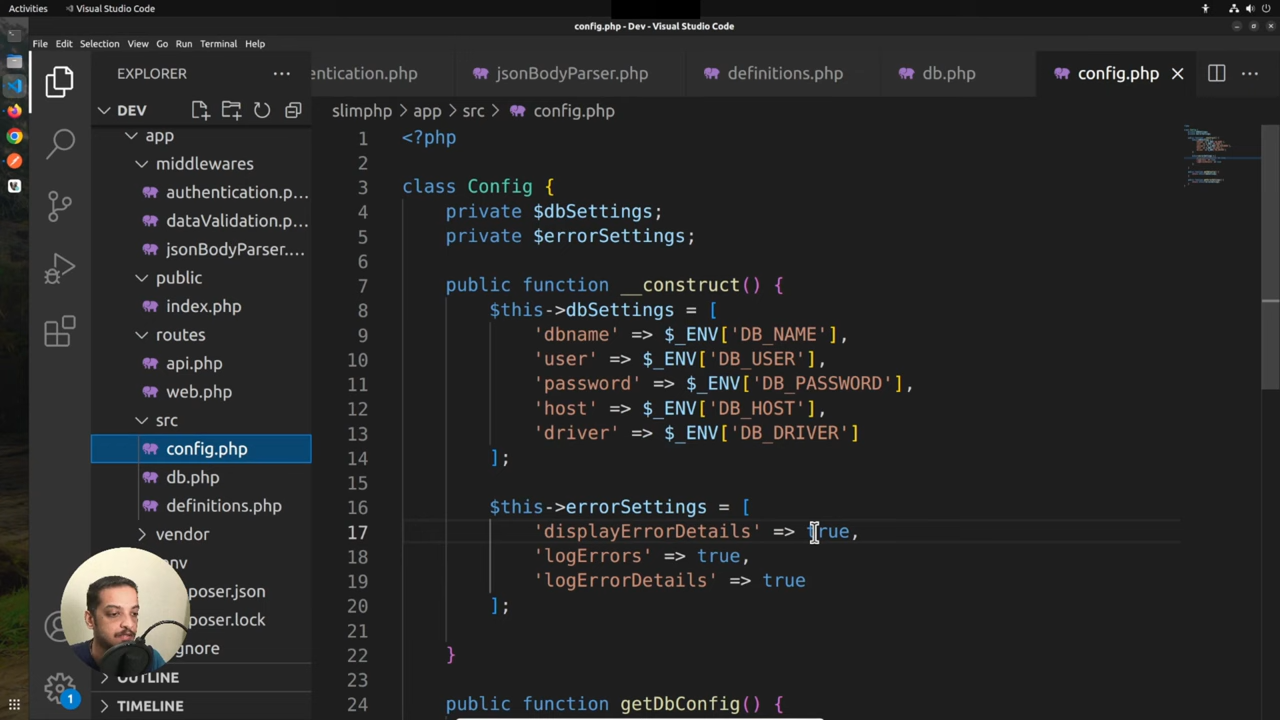 Activities
Visual Studio Code
config.php - Dev - Visual Studio Code
File Edit Selection View Go Run Terminal Help
EXPLORER
entication.php
jsonBodyParser.php
definitions.php
db.php
config.php
DEV
slimphp > app > src > config.php
app
middlewares
authentication.p...
dataValidation.p...
jsonBodyParser....
public
index.php
routes
api.php
web.php
src
config.php
db.php
definitions.php
vendor
nv
poser.json
poser.lock
gnore
OUTLINE
TIMELINE
1
1 <?php
2
3 class Config {
4 private $dbSettings;
5 private $errorSettings;
6
7 public function __construct() {
8 $this->dbSettings = [
9 'dbname' => $_ENV['DB_NAME'],
10 'user' => $_ENV['DB_USER'],
11 'password' => $_ENV['DB_PASSWORD'],
12 'host' => $_ENV['DB_HOST'],
13 'driver' => $_ENV['DB_DRIVER']
14 ];
15
16 $this->errorSettings = [
17 'displayErrorDetails' => true,
18 'logErrors' => true,
19 'logErrorDetails' => true
20 ];
21
22 }
23
24 public function getDbConfig() {